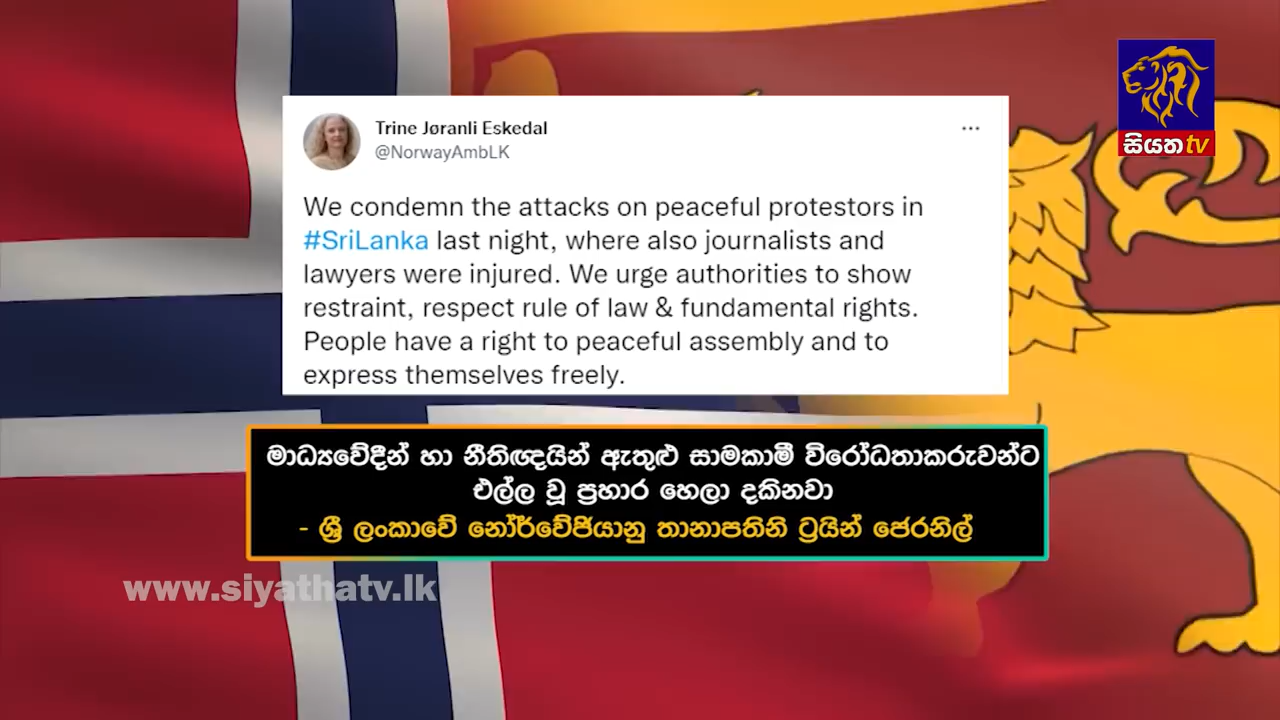 සියත tv
Trine Jøranli Eskedal
@NorwayAmbLK
We condemn the attacks on peaceful protestors in
#SriLanka last night, where also journalists and
lawyers were injured. We urge authorities to show
restraint, respect rule of law & fundamental rights.
People have a right to peaceful assembly and to
express themselves freely.
මාධ්‍යවේදීන් හා නීතිඥයින් ඇතුළු සාමකාමී විරෝධතාකරුවන්ට
එල්ල වූ ප්‍රහාර හෙලා දකිනවා
- ශ්‍රී ලංකාවේ නෝර්වේජියානු තානාපතිනි ට්‍රයින් ජෙරනිල්
www.siyathatv.lk